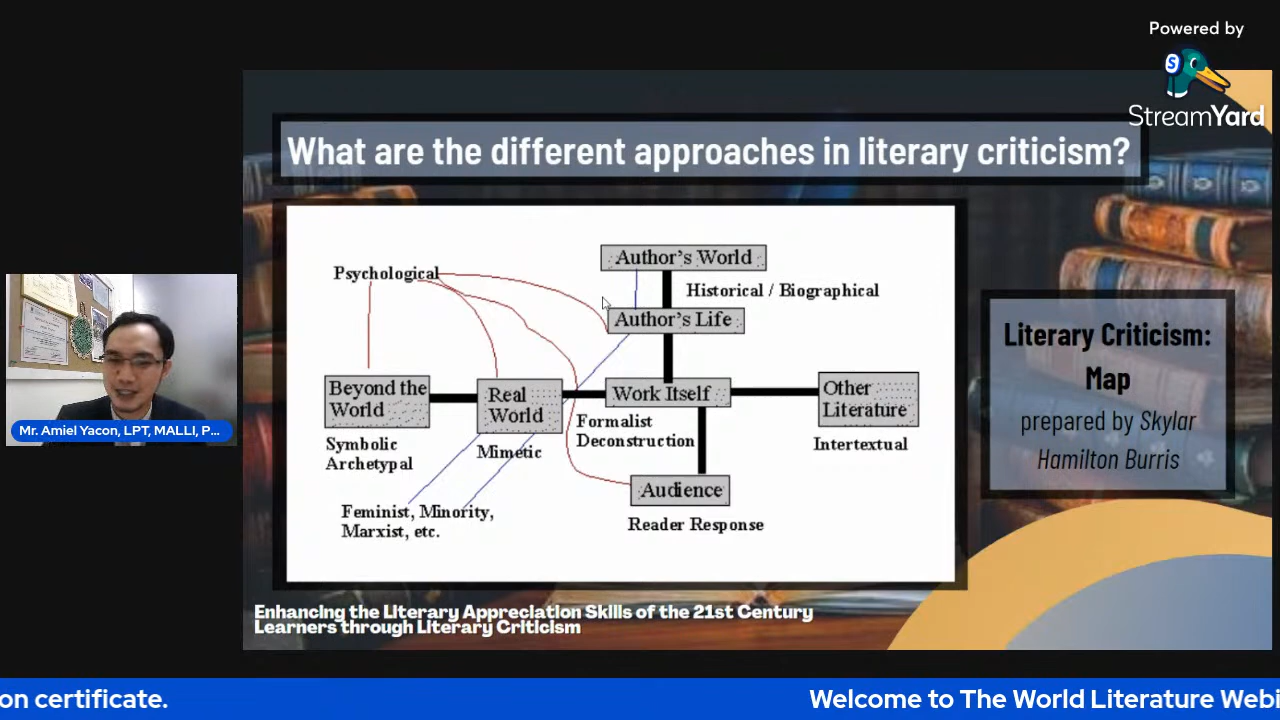 Powered by
StreamYard
What are the different approaches in literary criticism?
Psychological
Author's World
Historical / Biographical
Author's Life
Beyond the
World
Real
World
Work Itself
Other
Literature
Symbolic
Archetypal
Mimetic
Formalist
Deconstruction
Intertextual
Audience
Reader Response
Feminist, Minority,
Marxist, etc.
Literary Criticism:
Map
prepared by Skylar
Hamilton Burris
Mr. Amiel Yacon, LPT, MALLI, P...
Enhancing the Literary Appreciation Skills of the 21st Century
Learners through Literary Criticism
on certificate.
Welcome to The World Literature Webi